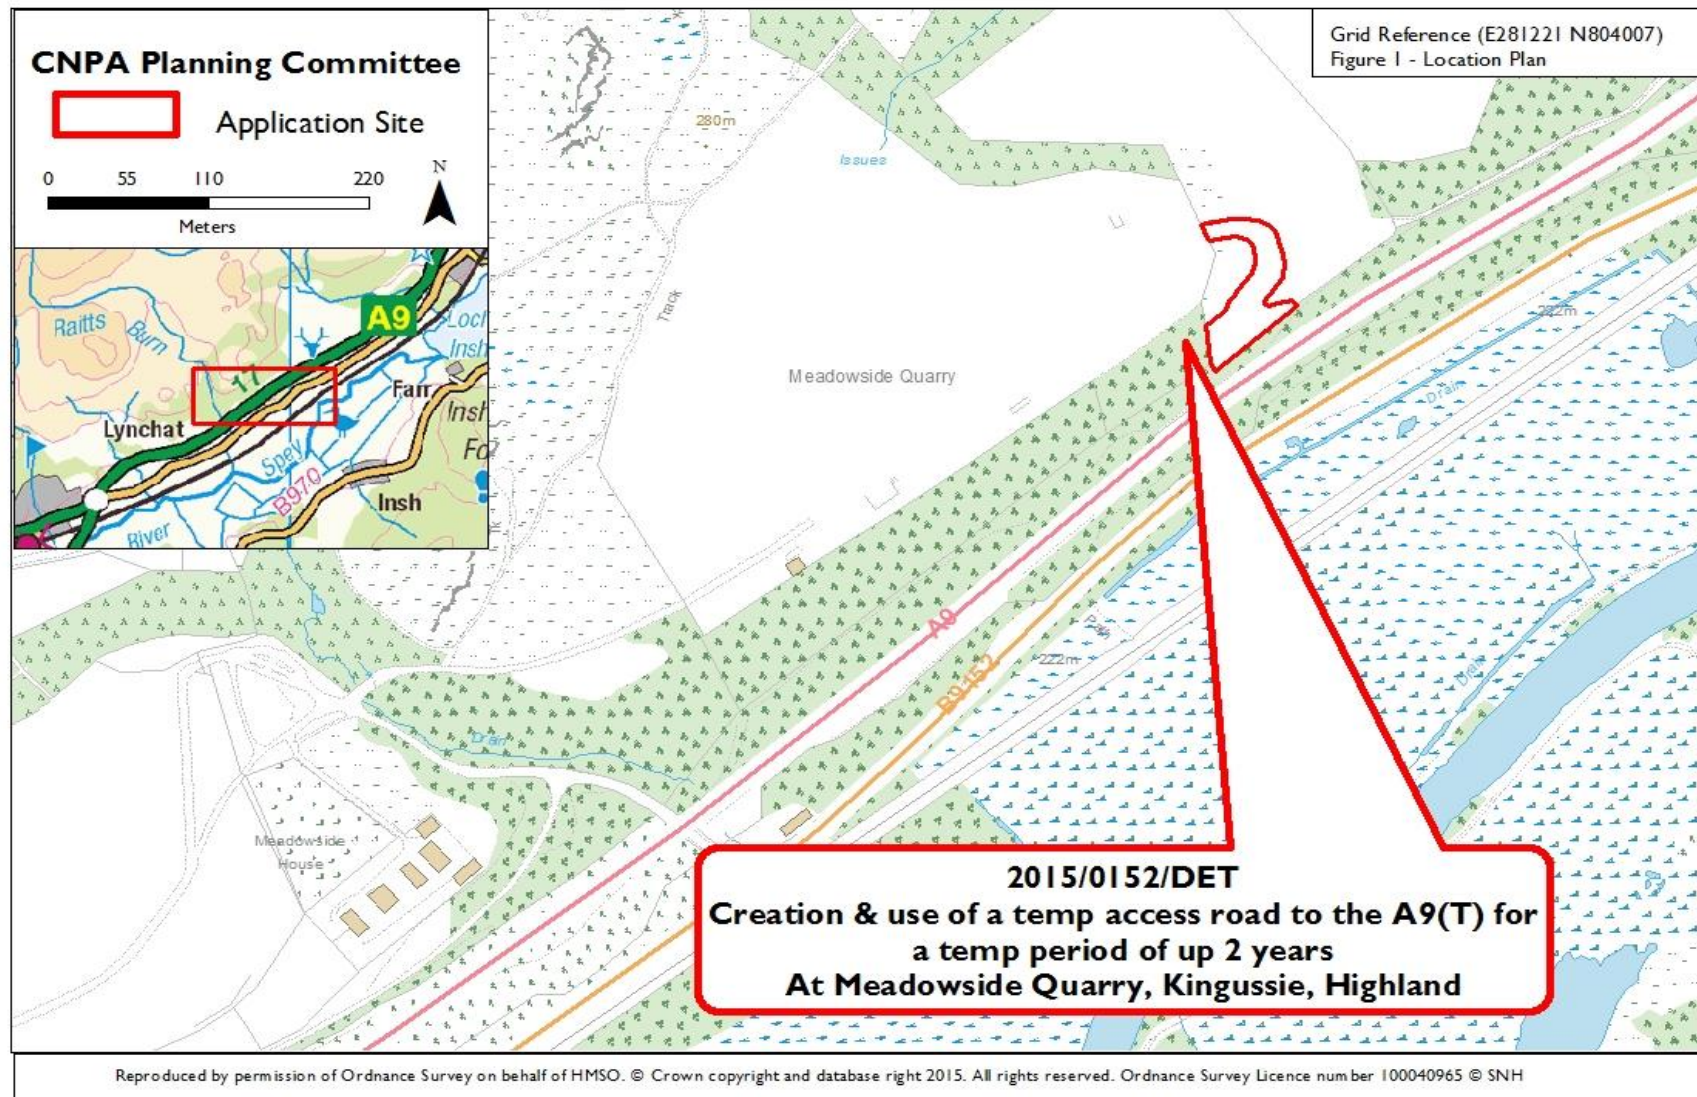 CNPA Planning Committee
Application Site
0 55 110 220
Meters
N
Grid Reference (E281221 N804007)
Figure 1 - Location Plan
A9
Raitts
Burn
17
Loch
Insh
Farr
Insh
Lynchat
Spey
B970
Insh
River
280m
Issues
Track
Meadowside Quarry
222m
Drain
A9
B9152
Path
222m
Drain
Drain
Meadowside
House
2015/0152/DET
Creation & use of a temp access road to the A9(T) for
a temp period of up 2 years
At Meadowside Quarry, Kingussie, Highland
Reproduced by permission of Ordnance Survey on behalf of HMSO. © Crown copyright and database right 2015. All rights reserved. Ordnance Survey Licence number 100040965 © SNH